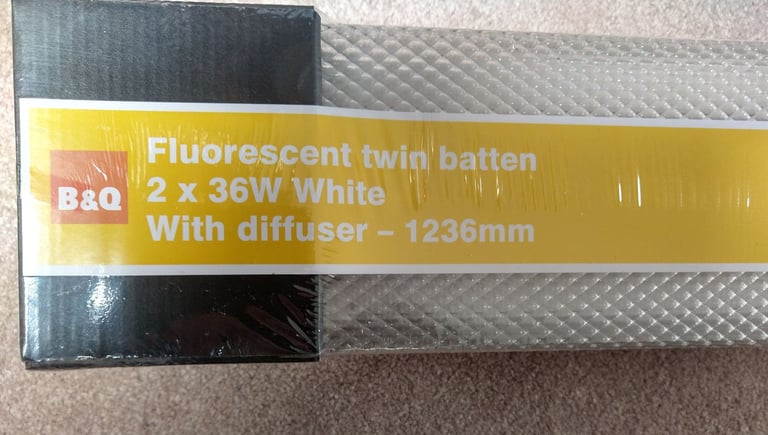 B&Q
Fluorescent twin batten
2 x 36W White
With diffuser – 1236mm